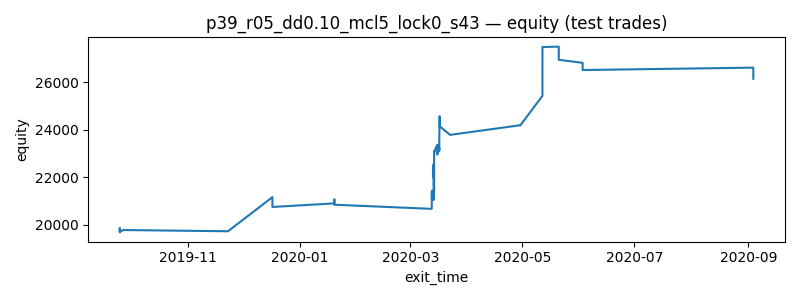 p39_r05_dd0.10_mcl5_lock0_s43 — equity (test trades)
equity
26000
24000
22000
20000
2019-11 2020-01 2020-03 2020-05 2020-07 2020-09
exit_time